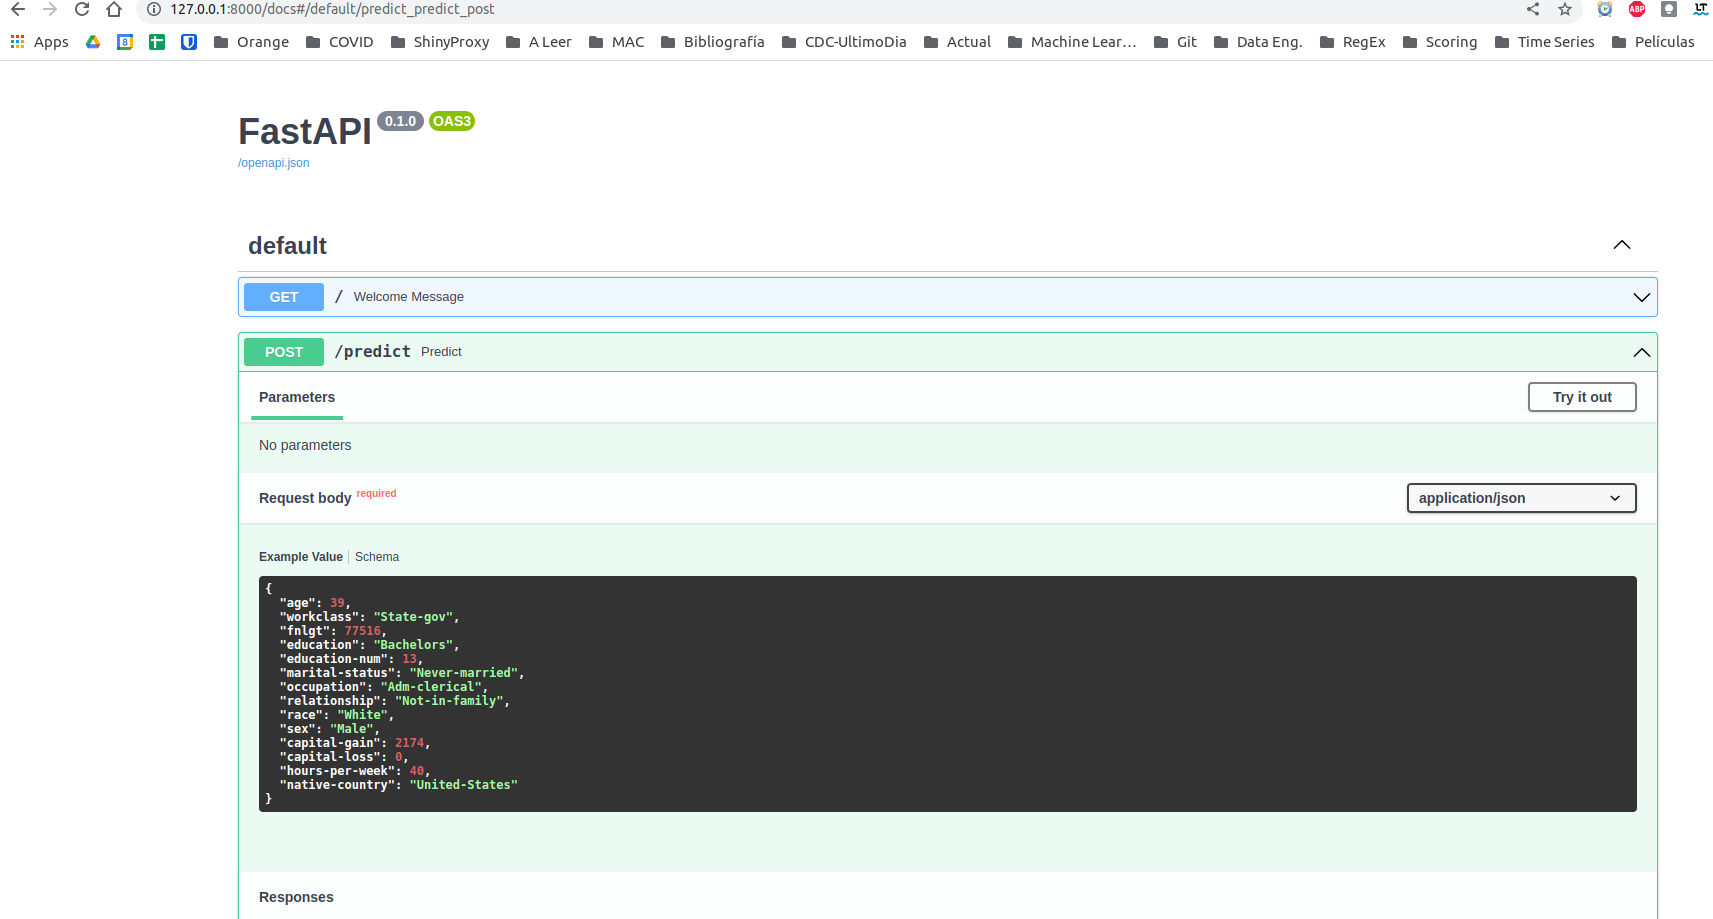 127.0.0.1:8000/docs#/default/predict_predict_post
ABP
LT
Apps 8 Orange COVID ShinyProxy A Leer MAC Bibliografía CDC-UltimoDia Actual Machine Lear... Git Data Eng. RegEx Scoring Time Series Películas
FastAPI 0.1.0 OAS3
/openapi.json
default
GET / Welcome Message
POST /predict Predict
Parameters Try it out
No parameters
Request body required application/json
Example Value Schema
{
"age": 39,
"workclass": "State-gov",
"fnlgt": 77516,
"education": "Bachelors",
"education-num": 13,
"marital-status": "Never-married",
"occupation": "Adm-clerical",
"relationship": "Not-in-family",
"race": "White",
"sex": "Male",
"capital-gain": 2174,
"capital-loss": 0,
"hours-per-week": 40,
"native-country": "United-States"
}
Responses